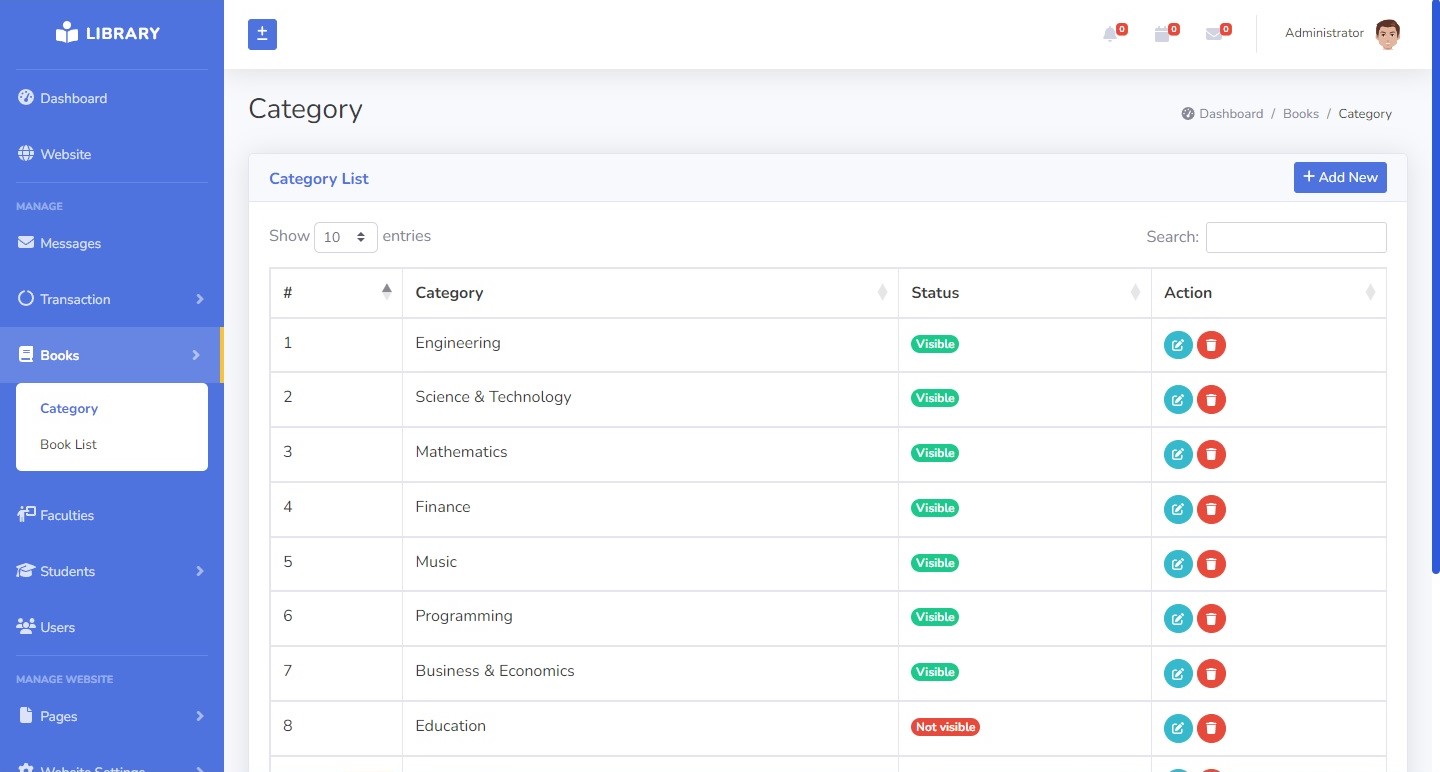 LIBRARY
Dashboard
Website
MANAGE
Messages
Transaction
Books
Category
Book List
Faculties
Students
Users
MANAGE WEBSITE
Pages
Website Settings
0 0 0 Administrator
Category
Dashboard / Books / Category
Category List
+ Add New
Show 10 entries
Search:
# Category Status Action
1 Engineering Visible
2 Science & Technology Visible
3 Mathematics Visible
4 Finance Visible
5 Music Visible
6 Programming Visible
7 Business & Economics Visible
8 Education Not visible